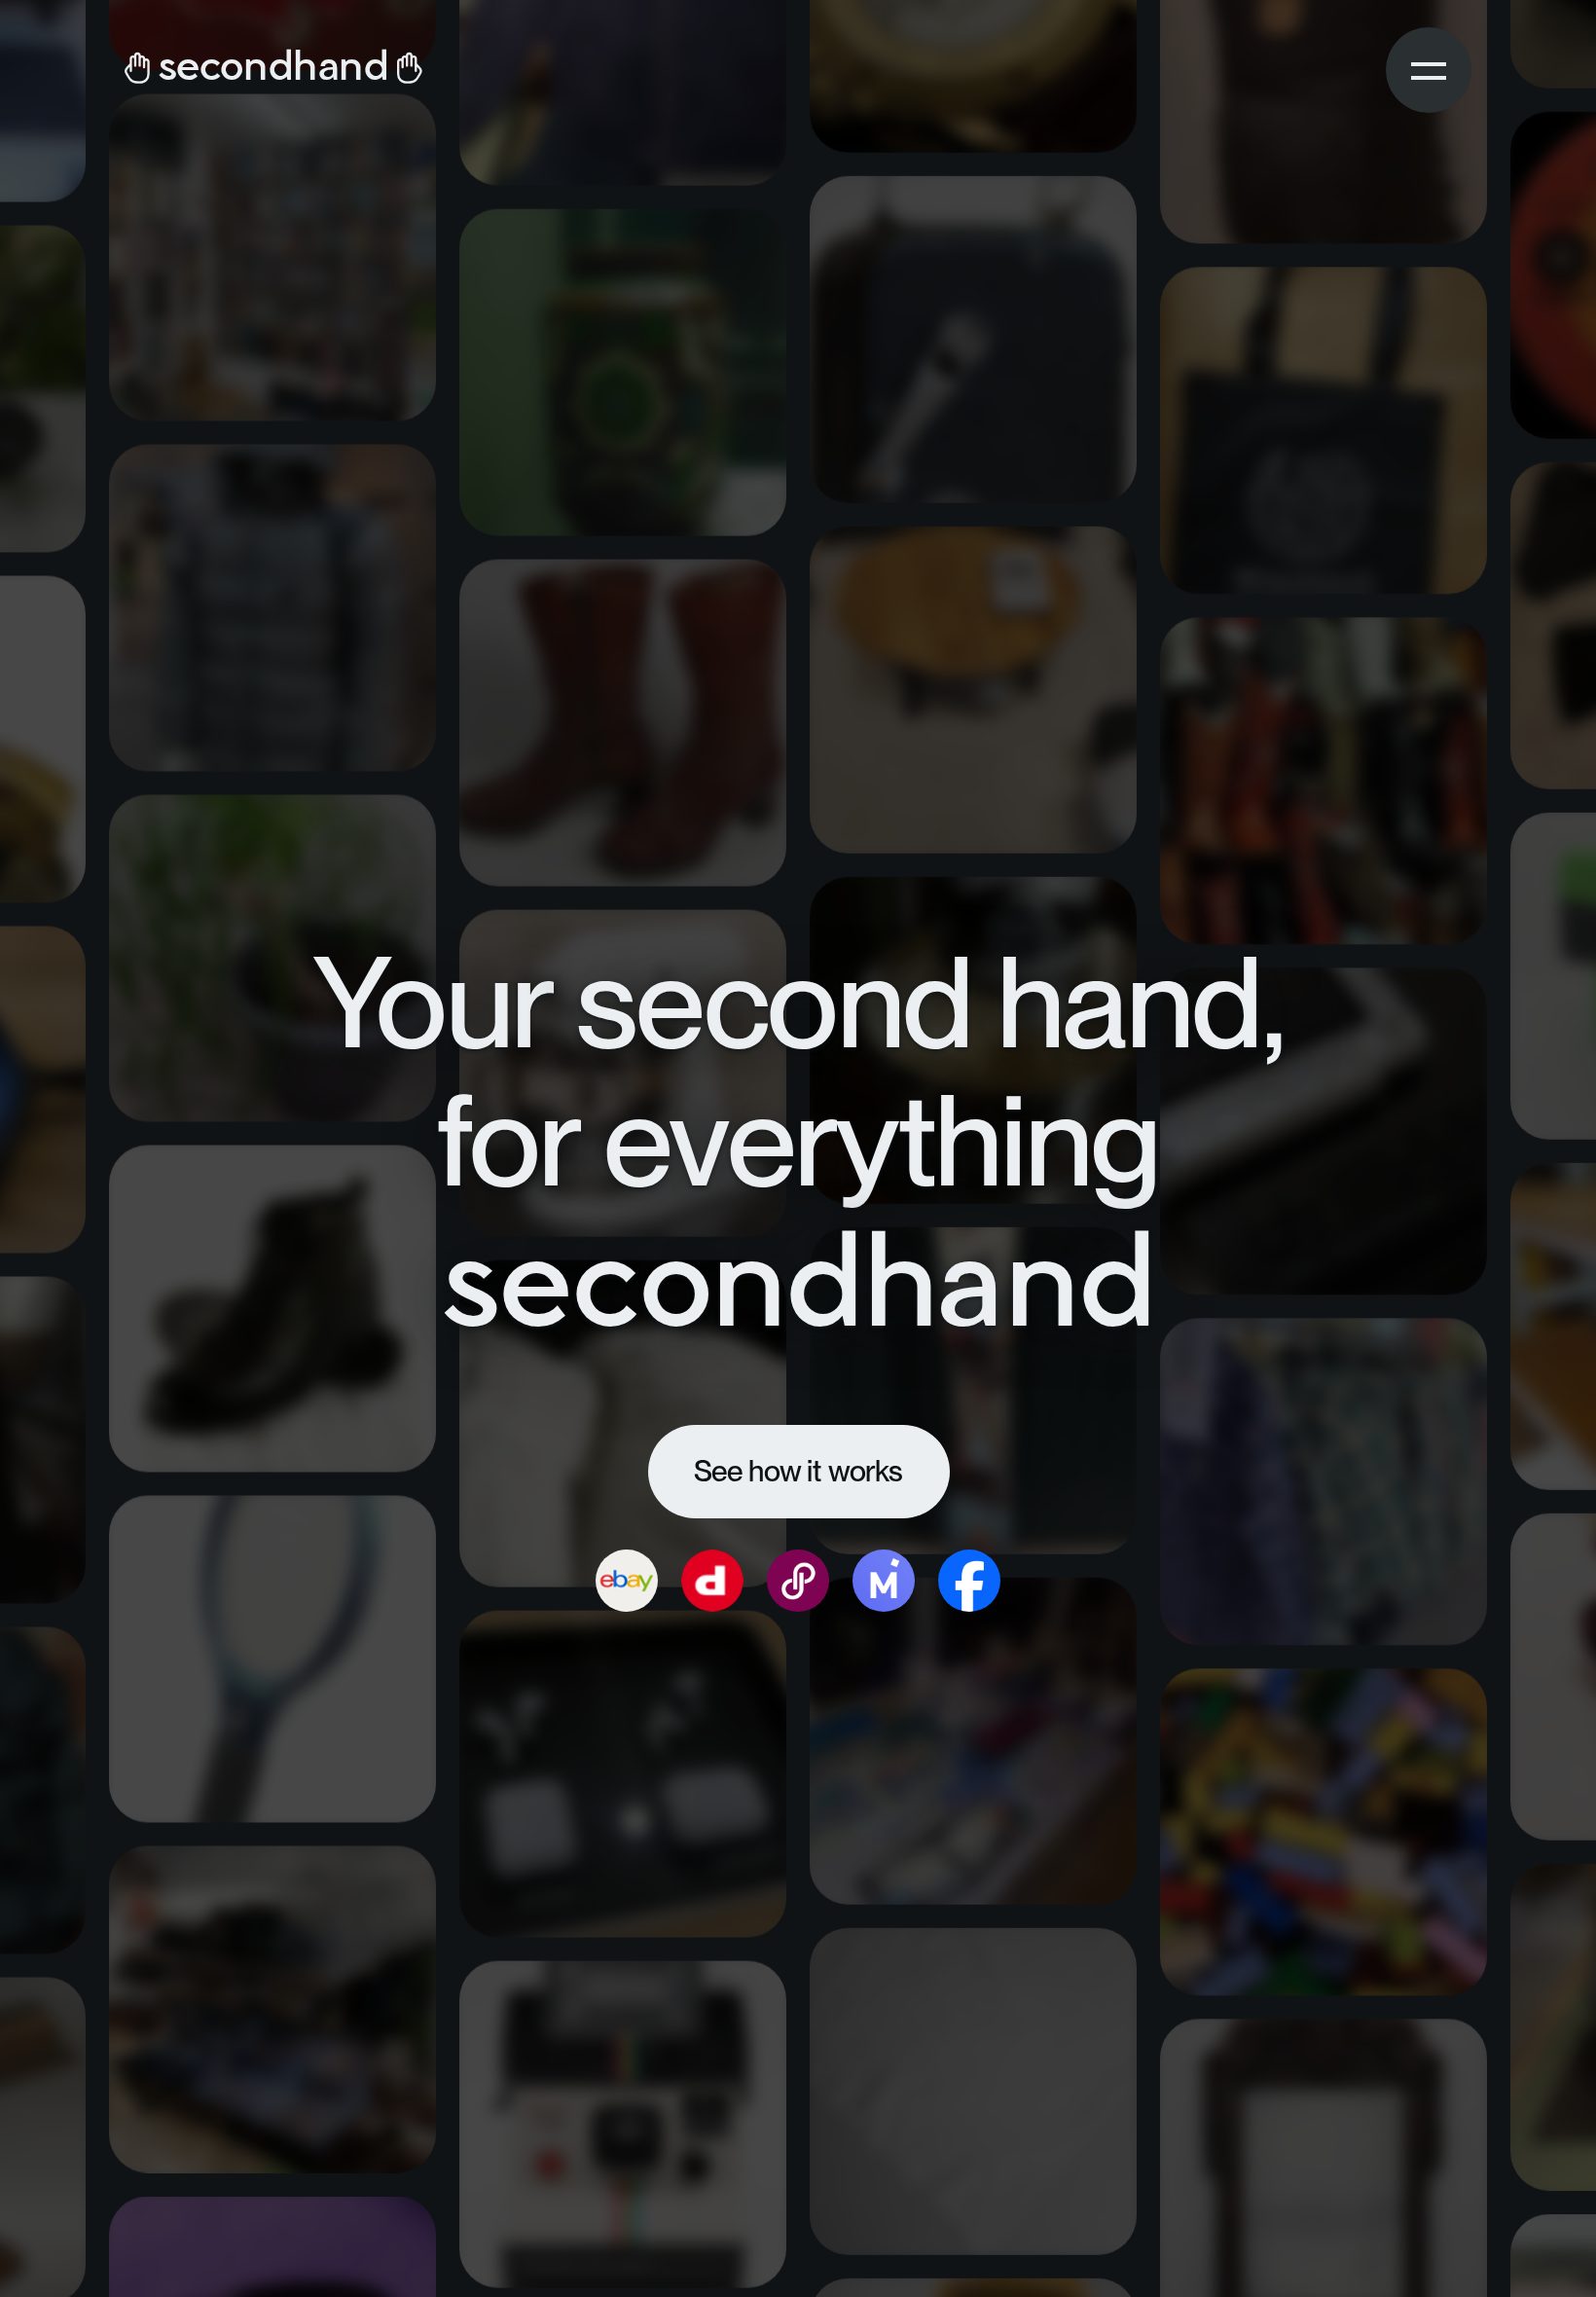 secondhand
Your second hand,
for everything
secondhand
See how it works
ebay
d
M
f